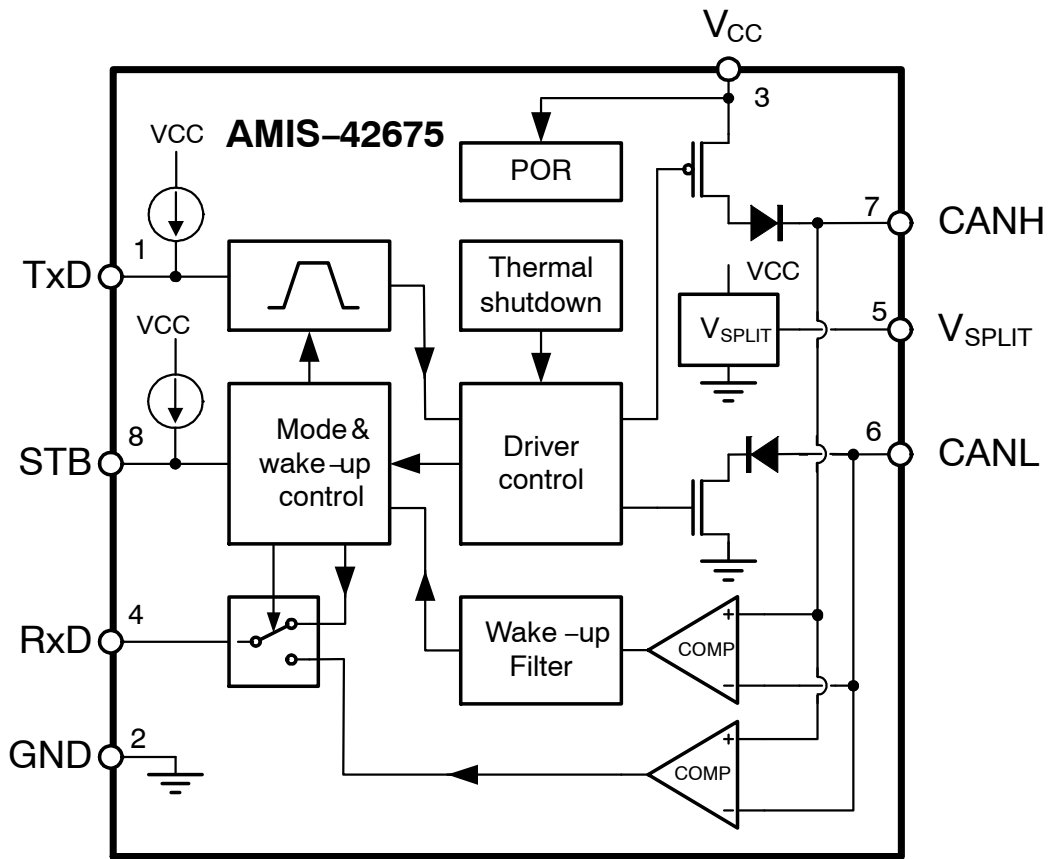 VCC
3
VCC
AMIS–42675
POR
7
CANH
1
TxD
Thermal
shutdown
VCC
VCC
VSPLIT
5
VSPLIT
8
STB
Mode &
wake–up
control
Driver
control
6
CANL
4
RxD
Wake –up
Filter
+
COMP
–
2
GND
+
COMP
–